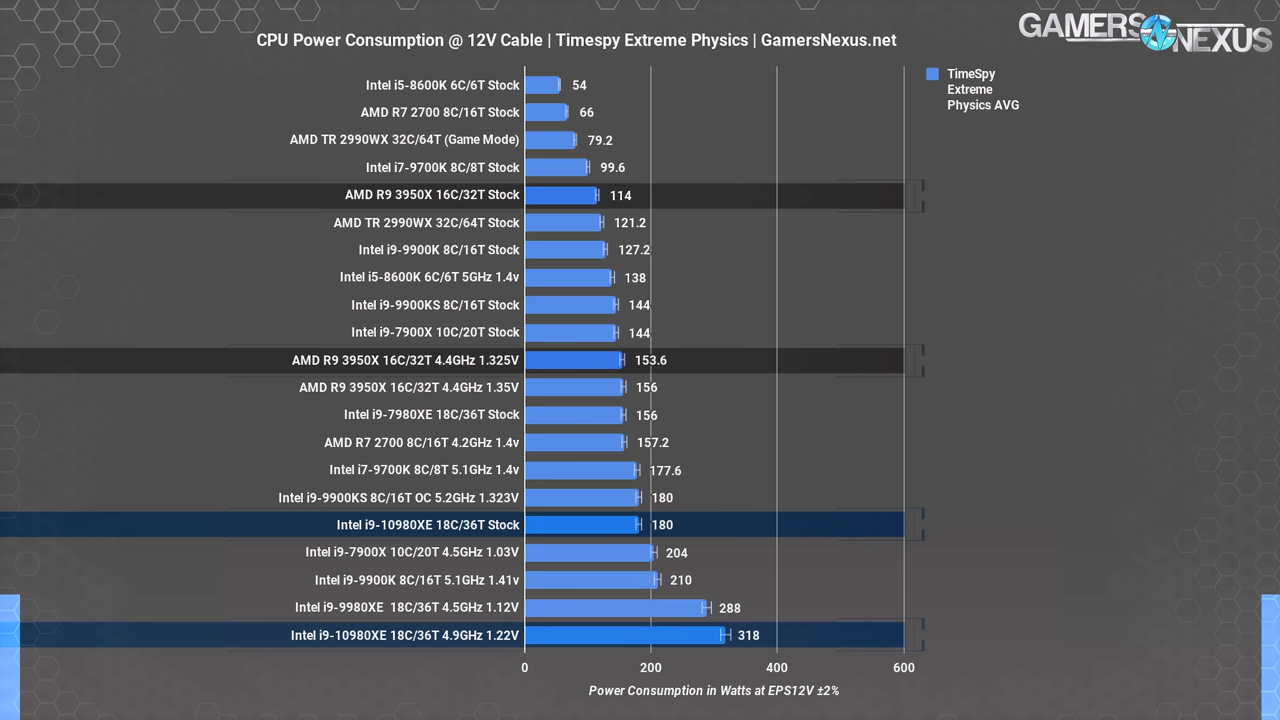 CPU Power Consumption @ 12V Cable | Timespy Extreme Physics | GamersNexus.net
GAMERS NEXUS
TimeSpy
Extreme
Physics AVG
Intel i5-8600K 6C/6T Stock 54
AMD R7 2700 8C/16T Stock 66
AMD TR 2990WX 32C/64T (Game Mode) 79.2
Intel i7-9700K 8C/8T Stock 99.6
AMD R9 3950X 16C/32T Stock 114
AMD TR 2990WX 32C/64T Stock 121.2
Intel i9-9900K 8C/16T Stock 127.2
Intel i5-8600K 6C/6T 5GHz 1.4v 138
Intel i9-9900KS 8C/16T Stock 144
Intel i9-7900X 10C/20T Stock 144
AMD R9 3950X 16C/32T 4.4GHz 1.325V 153.6
AMD R9 3950X 16C/32T 4.4GHz 1.35V 156
Intel i9-7980XE 18C/36T Stock 156
AMD R7 2700 8C/16T 4.2GHz 1.4v 157.2
Intel i7-9700K 8C/8T 5.1GHz 1.4v 177.6
Intel i9-9900KS 8C/16T OC 5.2GHz 1.323V 180
Intel i9-10980XE 18C/36T Stock 180
Intel i9-7900X 10C/20T 4.5GHz 1.03V 204
Intel i9-9900K 8C/16T 5.1GHz 1.41v 210
Intel i9-9980XE 18C/36T 4.5GHz 1.12V 288
Intel i9-10980XE 18C/36T 4.9GHz 1.22V 318
0 200 400 600
Power Consumption in Watts at EPS12V ±2%